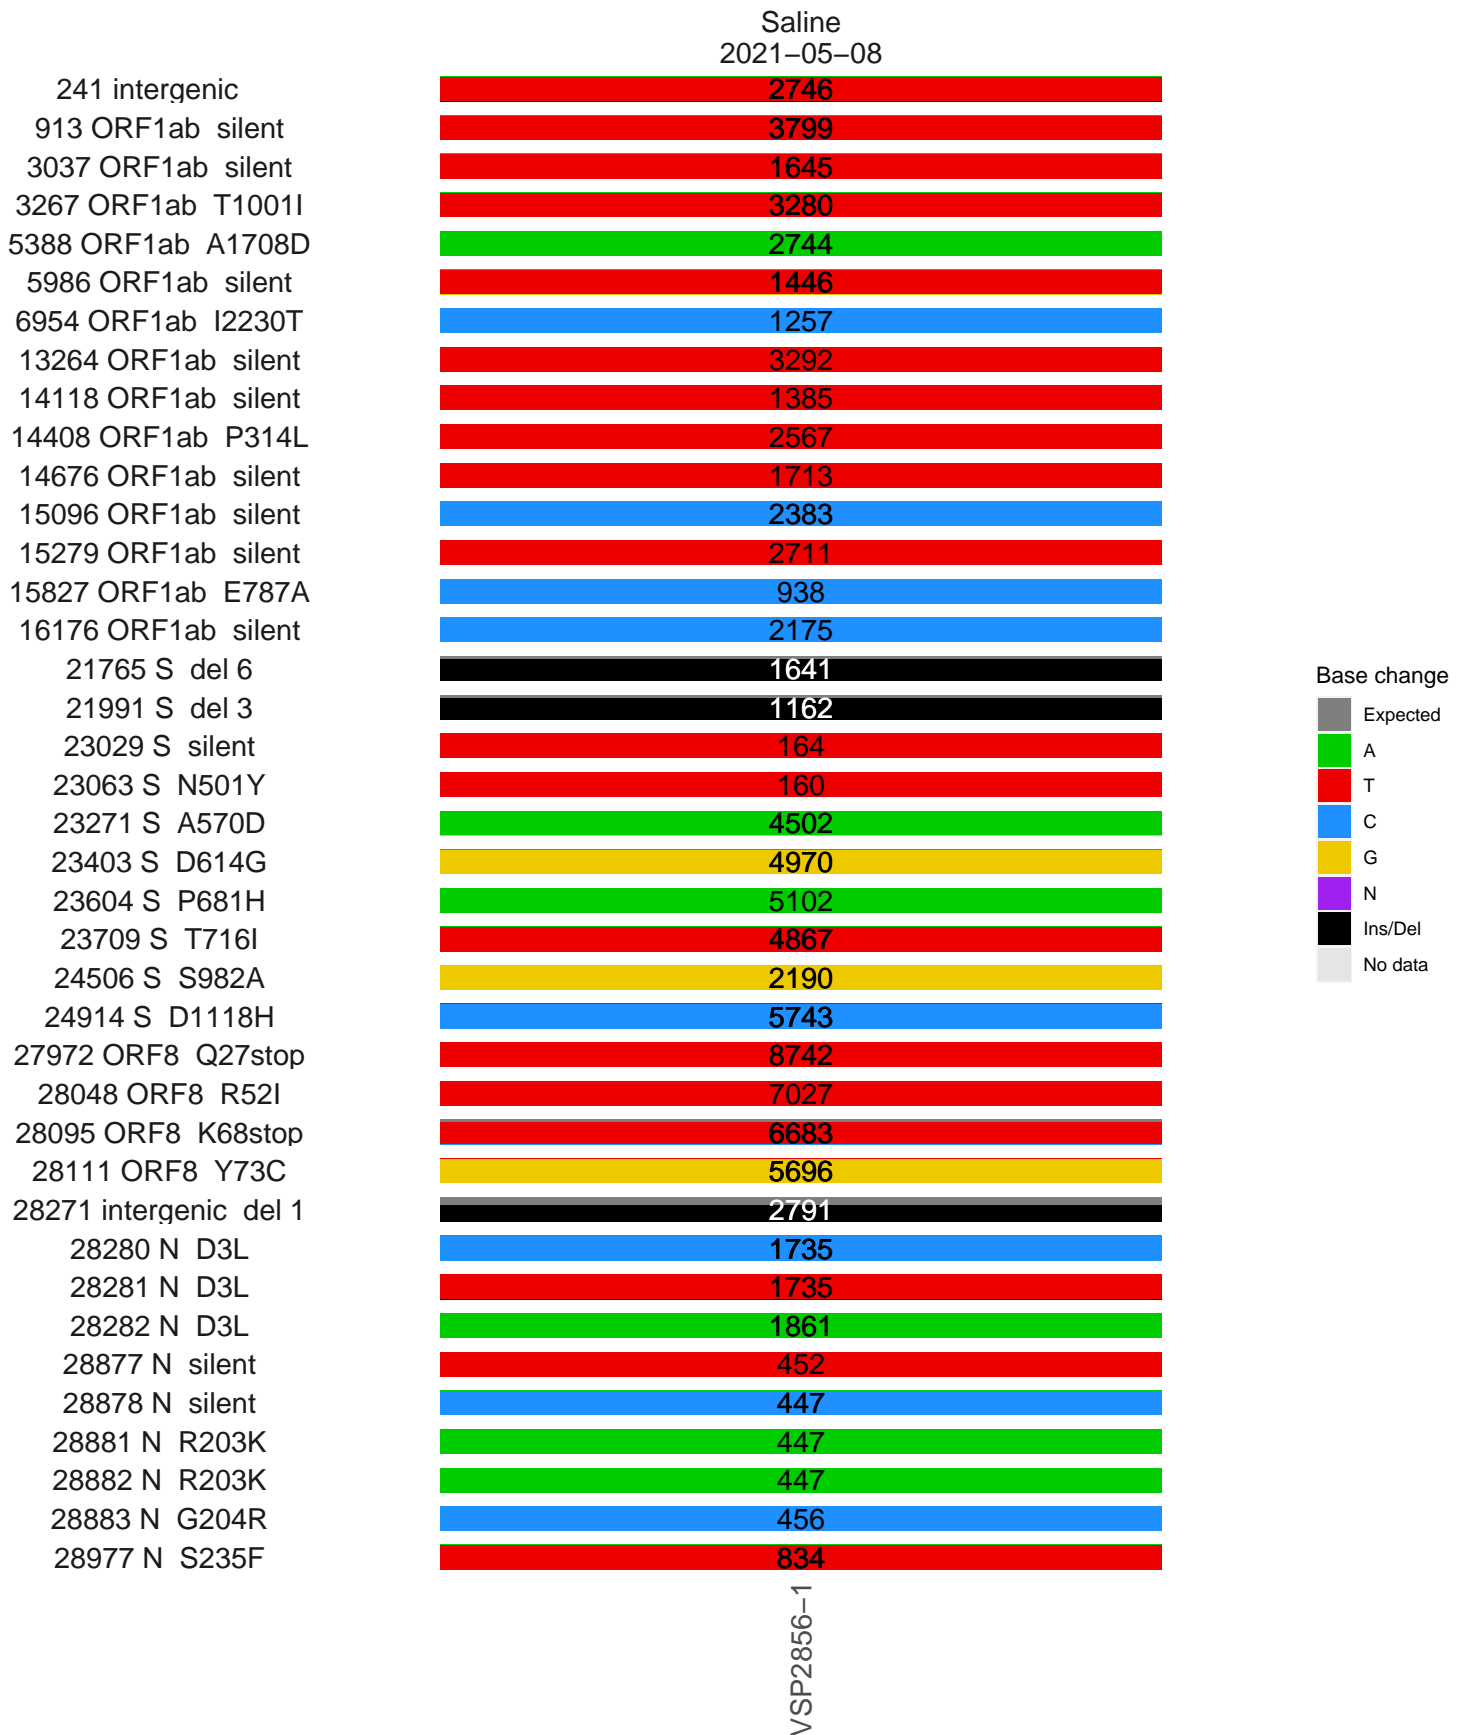 Saline
2021−05−08
241 intergenic 2746
913 ORF1ab silent 3799
3037 ORF1ab silent 1645
3267 ORF1ab T1001I 3280
5388 ORF1ab A1708D 2744
5986 ORF1ab silent 1446
6954 ORF1ab I2230T 1257
13264 ORF1ab silent 3292
14118 ORF1ab silent 1385
14408 ORF1ab P314L 2567
14676 ORF1ab silent 1713
15096 ORF1ab silent 2383
15279 ORF1ab silent 2711
15827 ORF1ab E787A 938
16176 ORF1ab silent 2175
21765 S del 6 1641
21991 S del 3 1162
23029 S silent 164
23063 S N501Y 160
23271 S A570D 4502
23403 S D614G 4970
23604 S P681H 5102
23709 S T716I 4867
24506 S S982A 2190
24914 S D1118H 5743
27972 ORF8 Q27stop 8742
28048 ORF8 R52I 7027
28095 ORF8 K68stop 6683
28111 ORF8 Y73C 5696
28271 intergenic del 1 2791
28280 N D3L 1735
28281 N D3L 1735
28282 N D3L 1861
28877 N silent 452
28878 N silent 447
28881 N R203K 447
28882 N R203K 447
28883 N G204R 456
28977 N S235F 834
VSP2856−1
Base change
Expected
A
T
C
G
N
Ins/Del
No data